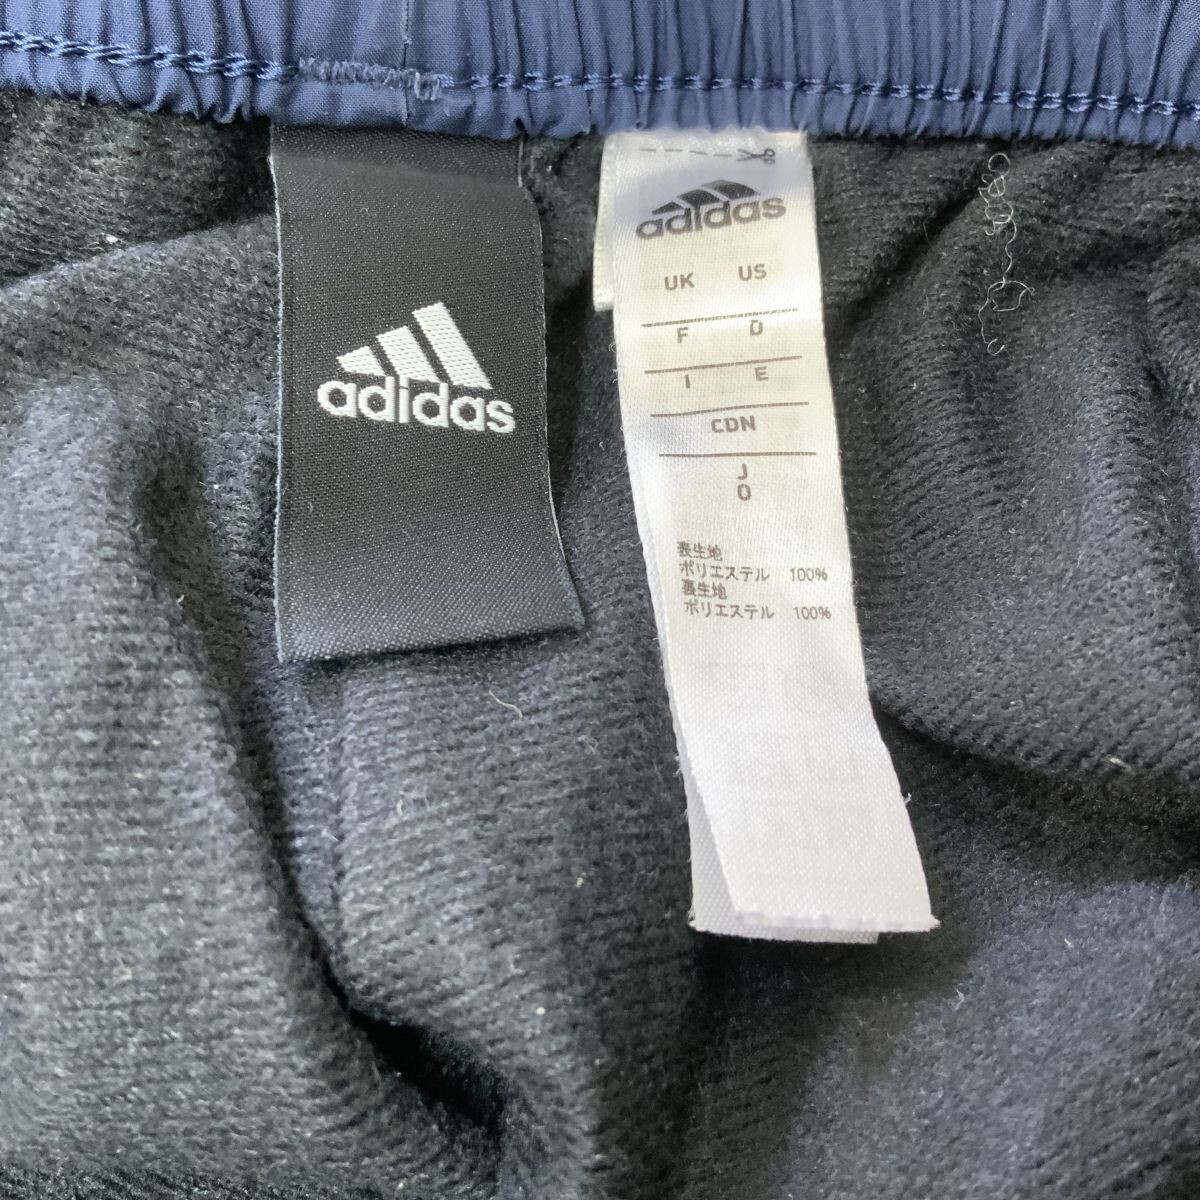 adidas
adidas
UK US
F D
I E
CDN
J
O
表生地
ポリエステル 100%
裏生地
ポリエステル 100%